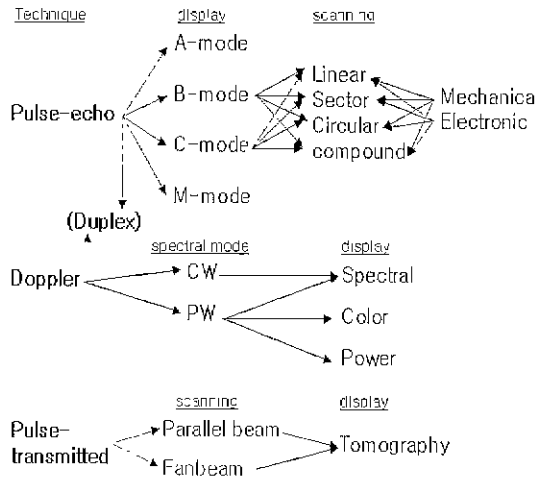 Technique display scanning
A-mode
Linear
B-mode Sector Mechanica
Pulse-echo Circular Electronic
C-mode compound
M-mode
(Duplex)
spectral mode display
Doppler CW Spectral
PW Color
Power
scanning display
Pulse- Parallel beam
transmitted Tomography
Fanbeam